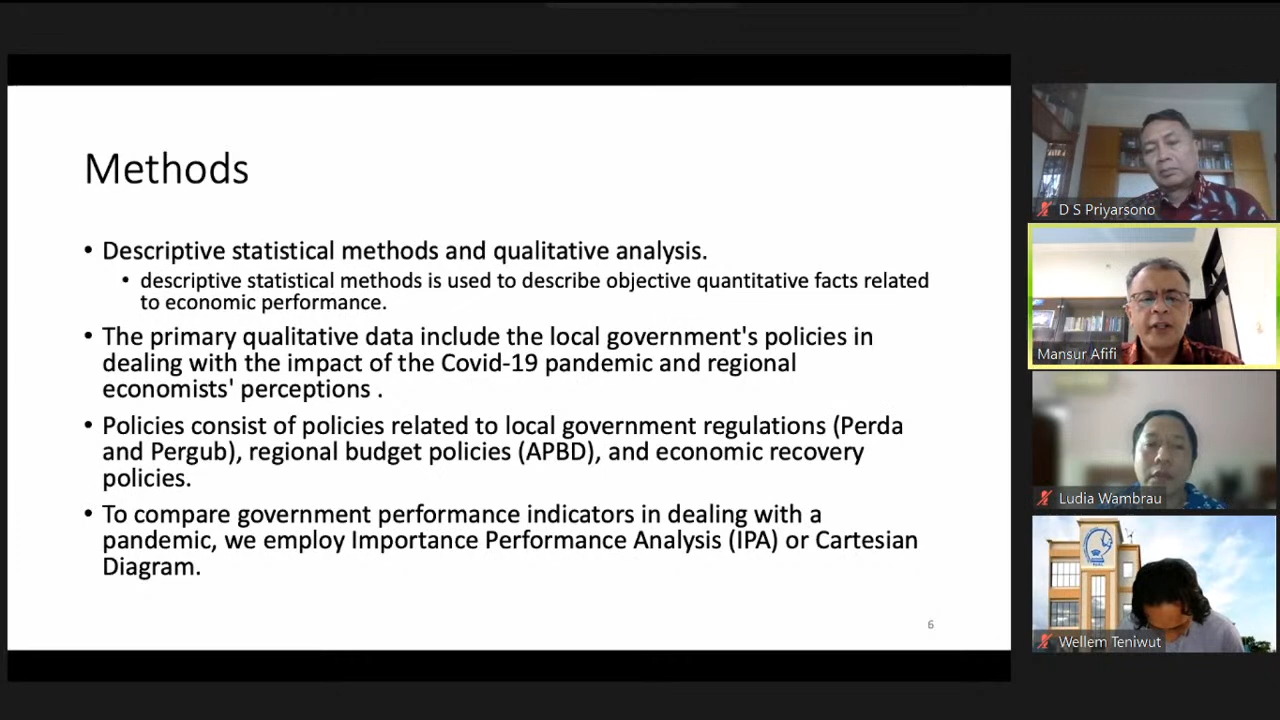 Methods
• Descriptive statistical methods and qualitative analysis.
• descriptive statistical methods is used to describe objective quantitative facts related
to economic performance.
• The primary qualitative data include the local government's policies in
dealing with the impact of the Covid-19 pandemic and regional
economists' perceptions .
• Policies consist of policies related to local government regulations (Perda
and Pergub), regional budget policies (APBD), and economic recovery
policies.
• To compare government performance indicators in dealing with a
pandemic, we employ Importance Performance Analysis (IPA) or Cartesian
Diagram.
6
D S Priyarsono
Mansur Afifi
Ludia Wambrau
Wellem Teniwut